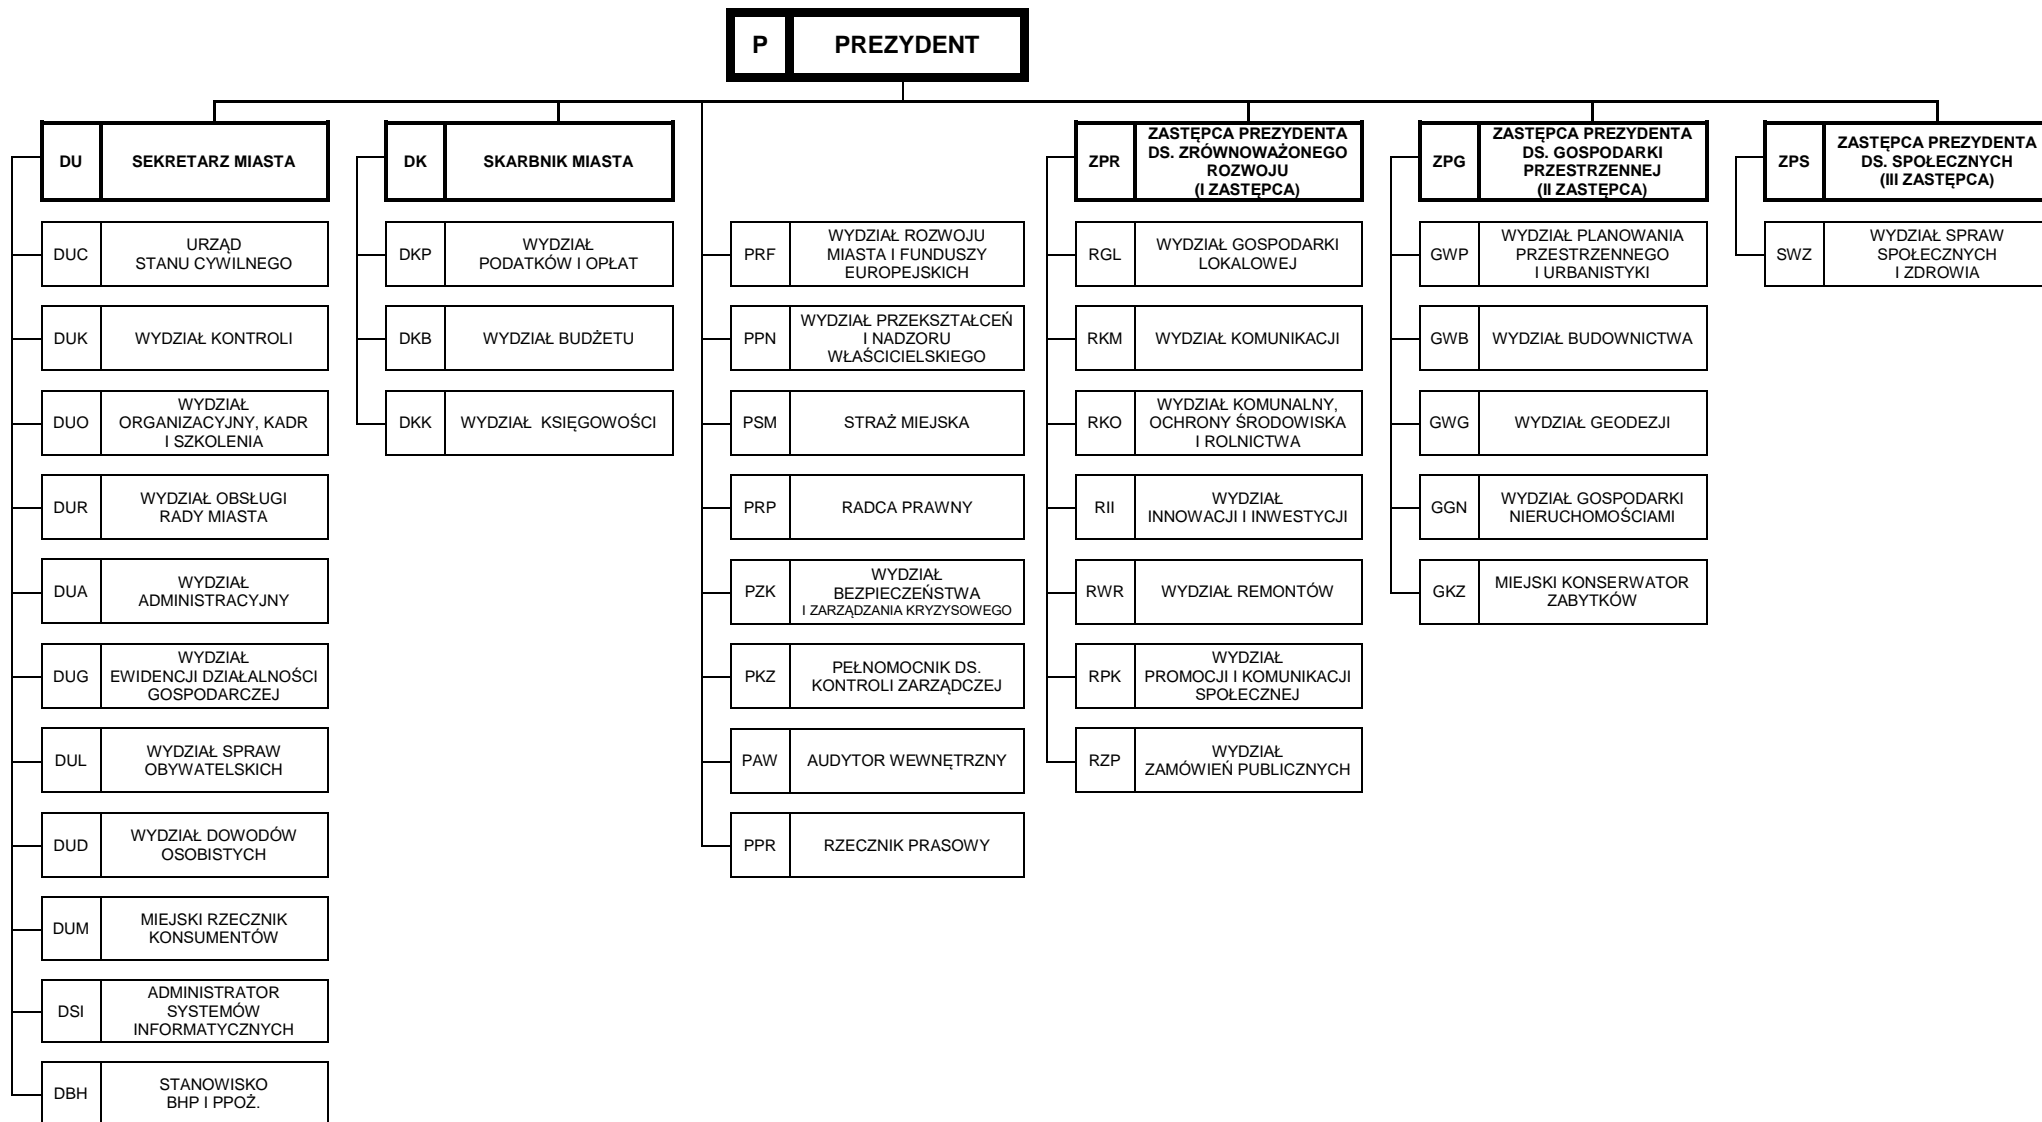 P
PREZYDENT
DU
SEKRETARZ MIASTA
DUC
URZĄD
STANU CYWILNEGO
DUK
WYDZIAŁ KONTROLI
DUO
WYDZIAŁ
ORGANIZACYJNY, KADR
I SZKOLENIA
DUR
WYDZIAŁ OBSŁUGI
RADY MIASTA
DUA
WYDZIAŁ
ADMINISTRACYJNY
DUG
WYDZIAŁ
EWIDENCJI DZIAŁALNOŚCI
GOSPODARCZEJ
DUL
WYDZIAŁ SPRAW
OBYWATELSKICH
DUD
WYDZIAŁ DOWODÓW
OSOBISTYCH
DUM
MIEJSKI RZECZNIK
KONSUMENTÓW
DSI
ADMINISTRATOR
SYSTEMÓW
INFORMATYCZNYCH
DBH
STANOWISKO
BHP I PPOŻ.
DK
SKARBNIK MIASTA
DKP
WYDZIAŁ
PODATKÓW I OPŁAT
DKB
WYDZIAŁ BUDŻETU
DKK
WYDZIAŁ  KSIĘGOWOŚCI
PRF
WYDZIAŁ ROZWOJU
MIASTA I FUNDUSZY
EUROPEJSKICH
PPN
WYDZIAŁ PRZEKSZTAŁCEŃ
I NADZORU
WŁAŚCICIELSKIEGO
PSM
STRAŻ MIEJSKA
PRP
RADCA PRAWNY
PZK
WYDZIAŁ
BEZPIECZEŃSTWA
I ZARZĄDZANIA KRYZYSOWEGO
PKZ
PEŁNOMOCNIK DS.
KONTROLI ZARZĄDCZEJ
PAW
AUDYTOR WEWNĘTRZNY
PPR
RZECZNIK PRASOWY
ZPR
ZASTĘPCA PREZYDENTA
DS. ZRÓWNOWAŻONEGO
ROZWOJU
(I ZASTĘPCA)
RGL
WYDZIAŁ GOSPODARKI
LOKALOWEJ
RKM
WYDZIAŁ KOMUNIKACJI
RKO
WYDZIAŁ KOMUNALNY,
OCHRONY ŚRODOWISKA
I ROLNICTWA
RII
WYDZIAŁ
INNOWACJI I INWESTYCJI
RWR
WYDZIAŁ REMONTÓW
RPK
WYDZIAŁ
PROMOCJI I KOMUNIKACJI
SPOŁECZNEJ
RZP
WYDZIAŁ
ZAMÓWIEŃ PUBLICZNYCH
ZPG
ZASTĘPCA PREZYDENTA
DS. GOSPODARKI
PRZESTRZENNEJ
(II ZASTĘPCA)
GWP
WYDZIAŁ PLANOWANIA
PRZESTRZENNEGO
I URBANISTYKI
GWB
WYDZIAŁ BUDOWNICTWA
GWG
WYDZIAŁ GEODEZJI
GGN
WYDZIAŁ GOSPODARKI
NIERUCHOMOŚCIAMI
GKZ
MIEJSKI KONSERWATOR
ZABYTKÓW
ZPS
ZASTĘPCA PREZYDENTA
DS. SPOŁECZNYCH
(III ZASTĘPCA)
SWZ
WYDZIAŁ SPRAW
SPOŁECZNYCH
I ZDROWIA